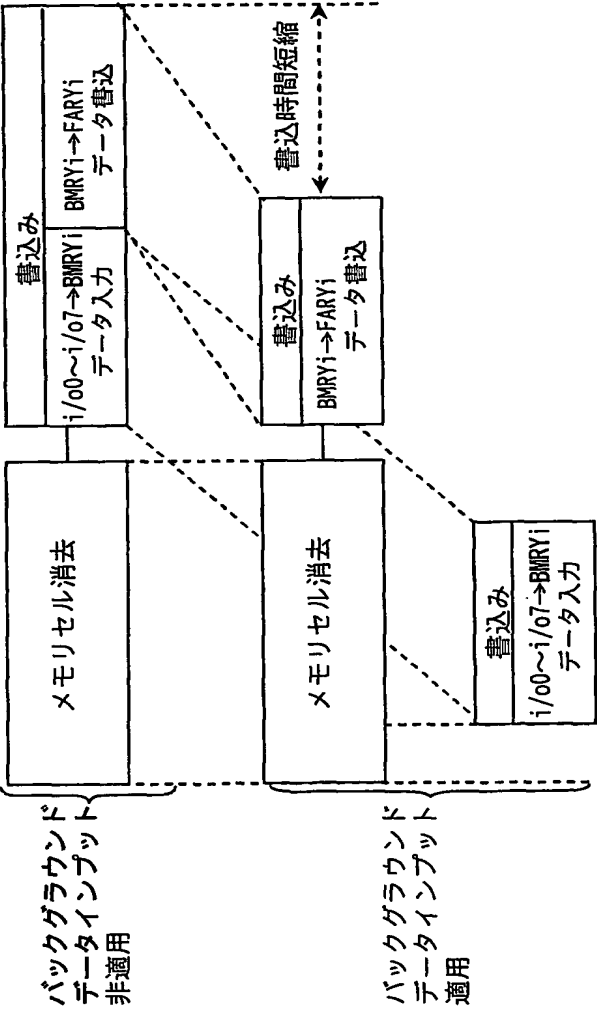 バックグラウンド
データインプット
非適用
メモリセル消去
書込み
i/o0~i/o7→BMRYi
データ入力
BMRYi→FARYi
データ書込
バックグラウンド
データインプット
適用
メモリセル消去
書込み
BMRYi→FARYi
データ書込
書込時間短縮
書込み
i/o0~i/o7→BMRYi
データ入力